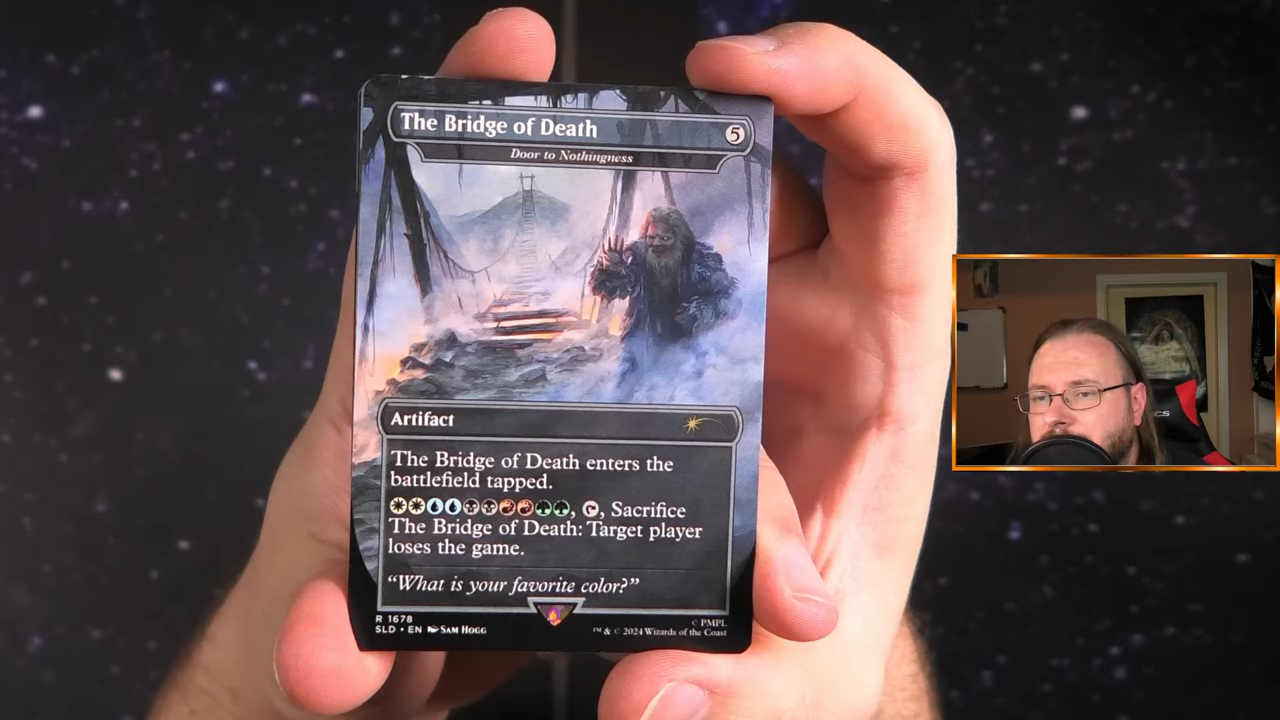 The Bridge of Death 5
Door to Nothingness
Artifact
The Bridge of Death enters the
battlefield tapped.
, , Sacrifice
The Bridge of Death: Target player
loses the game.
“What is your favorite color?”
R 1678
SLD • EN SAM HOGG
© PMPL
™ & © 2024 Wizards of the Coast